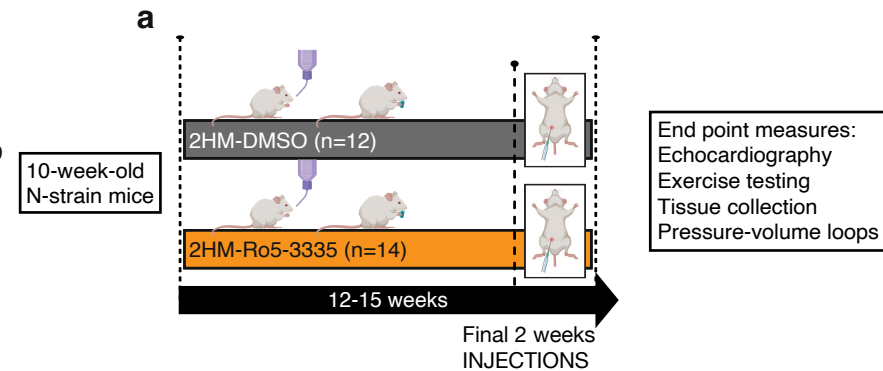 a
2HM-DMSO (n=12)
10-week-old
N-strain mice
2HM-Ro5-3335 (n=14)
12-15 weeks
Final 2 weeks
INJECTIONS
End point measures:
Echocardiography
Exercise testing
Tissue collection
Pressure-volume loops